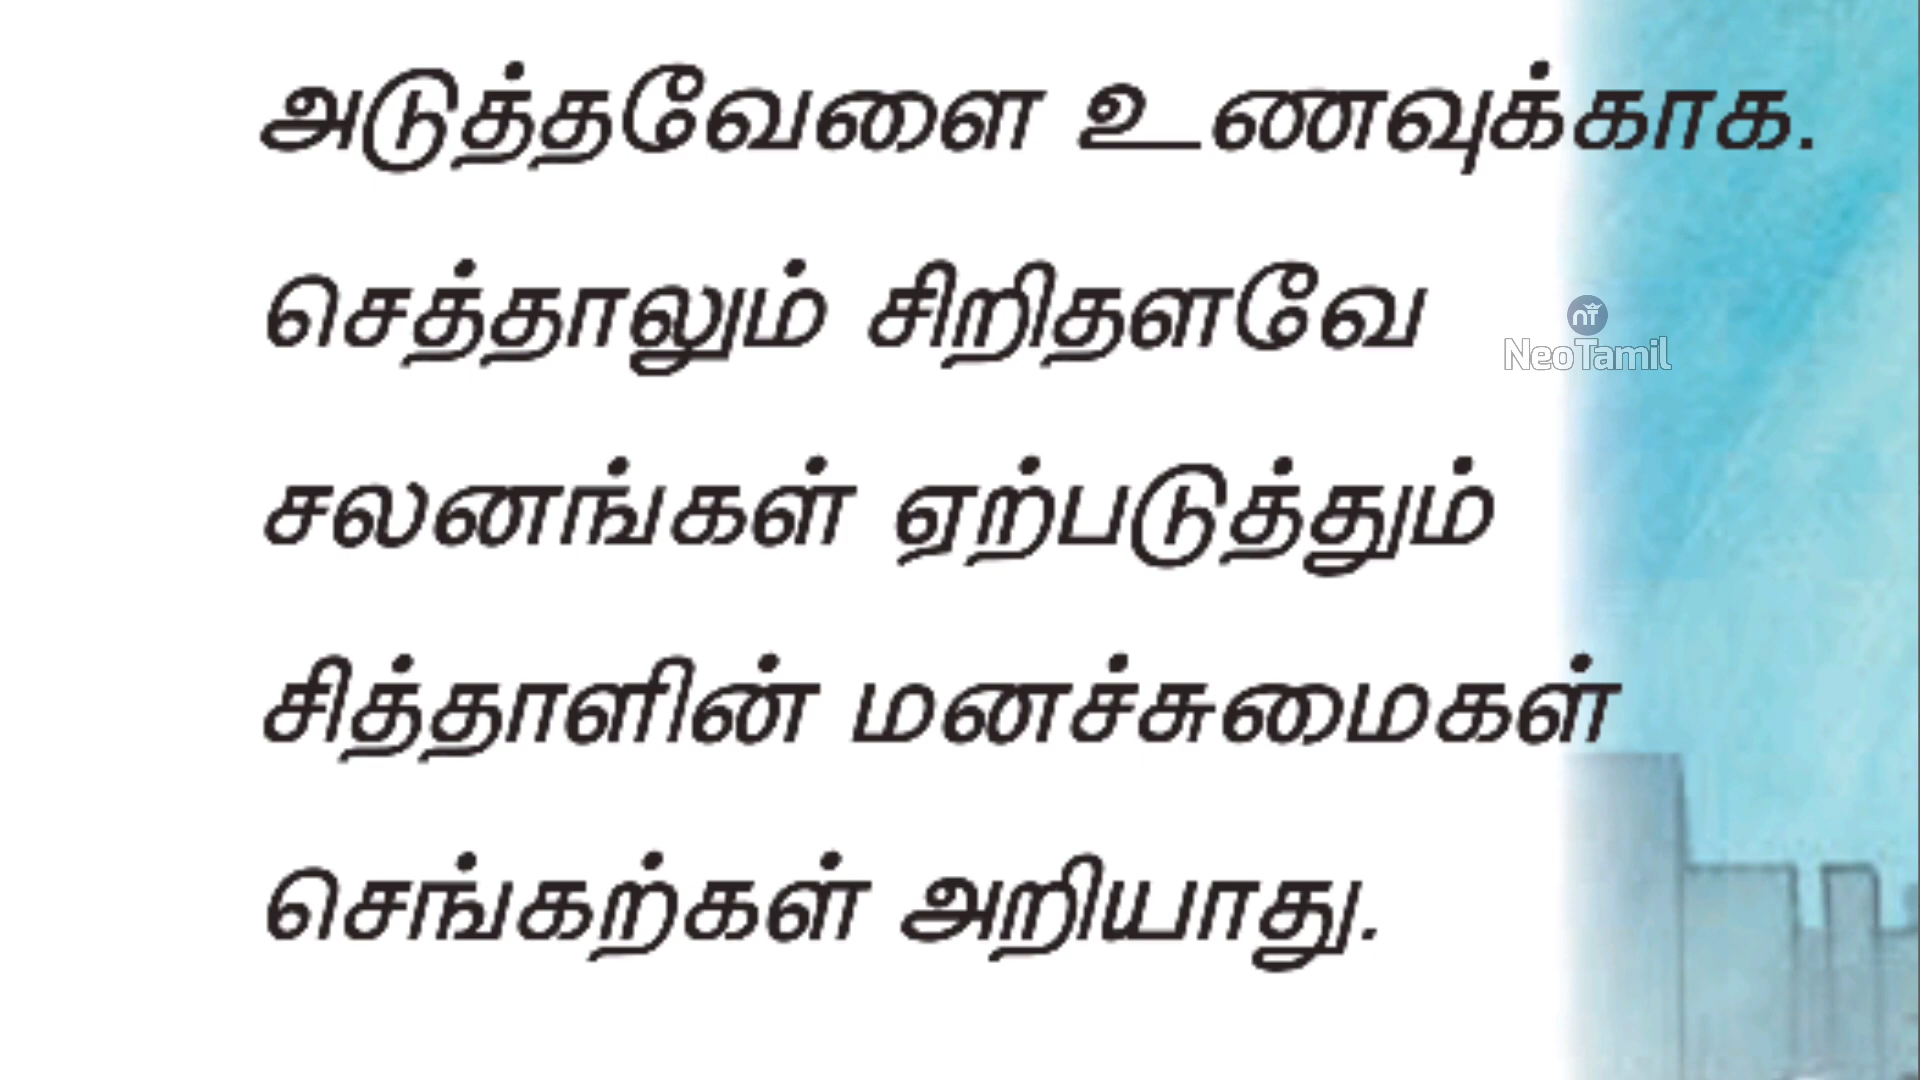 அடுத்தவேளை உணவுக்காக.
செத்தாலும் சிறிதளவே
NeoTamil
சலனங்கள் ஏற்படுத்தும்
சித்தாளின் மனச்சுமைகள்
செங்கற்கள் அறியாது.